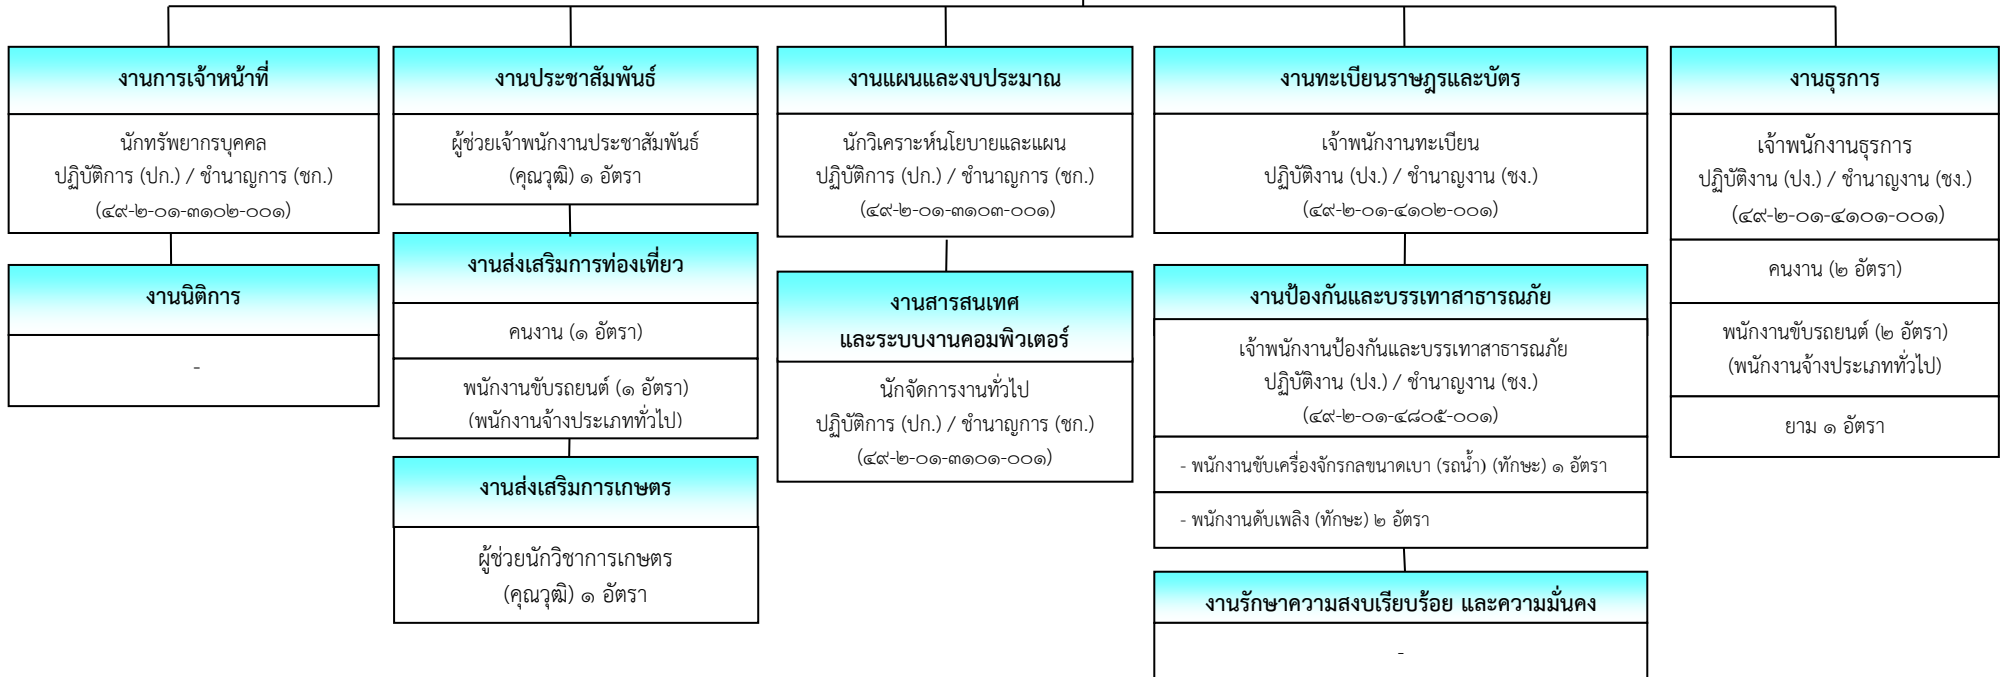 งานการเจ้าหน้าที่
นักทรัพยากรบุคคล
ปฏิบัติการ (ปก.) / ชำนาญการ (ชก.)
(๔๙-๒-๐๑-๓๑๐๒-๐๐๑)
งานนิติการ
-
งานประชาสัมพันธ์
ผู้ช่วยเจ้าพนักงานประชาสัมพันธ์
(คุณวุฒิ) ๑ อัตรา
งานส่งเสริมการท่องเที่ยว
คนงาน (๑ อัตรา)
พนักงานขับรถยนต์ (๑ อัตรา)
(พนักงานจ้างประเภททั่วไป)
งานส่งเสริมการเกษตร
ผู้ช่วยนักวิชาการเกษตร
(คุณวุฒิ) ๑ อัตรา
งานแผนและงบประมาณ
นักวิเคราะห์นโยบายและแผน
ปฏิบัติการ (ปก.) / ชำนาญการ (ชก.)
(๔๙-๒-๐๑-๓๑๐๓-๐๐๑)
งานสารสนเทศ
และระบบงานคอมพิวเตอร์
นักจัดการงานทั่วไป
ปฏิบัติการ (ปก.) / ชำนาญการ (ชก.)
(๔๙-๒-๐๑-๓๑๐๑-๐๐๑)
งานทะเบียนราษฎรและบัตร
เจ้าพนักงานทะเบียน
ปฏิบัติงาน (ปง.) / ชำนาญงาน (ชง.)
(๔๙-๒-๐๑-๔๑๐๒-๐๐๑)
งานป้องกันและบรรเทาสาธารณภัย
เจ้าพนักงานป้องกันและบรรเทาสาธารณภัย
ปฏิบัติงาน (ปง.) / ชำนาญงาน (ชง.)
(๔๙-๒-๐๑-๔๘๐๕-๐๐๑)
- พนักงานขับเครื่องจักรกลขนาดเบา (รถน้ำ) (ทักษะ) ๑ อัตรา
- พนักงานดับเพลิง (ทักษะ) ๒ อัตรา
งานรักษาความสงบเรียบร้อย และความมั่นคง
-
งานธุรการ
เจ้าพนักงานธุรการ
ปฏิบัติงาน (ปง.) / ชำนาญงาน (ชง.)
(๔๙-๒-๐๑-๔๑๐๑-๐๐๑)
คนงาน (๒ อัตรา)
พนักงานขับรถยนต์ (๒ อัตรา)
(พนักงานจ้างประเภททั่วไป)
ยาม ๑ อัตรา